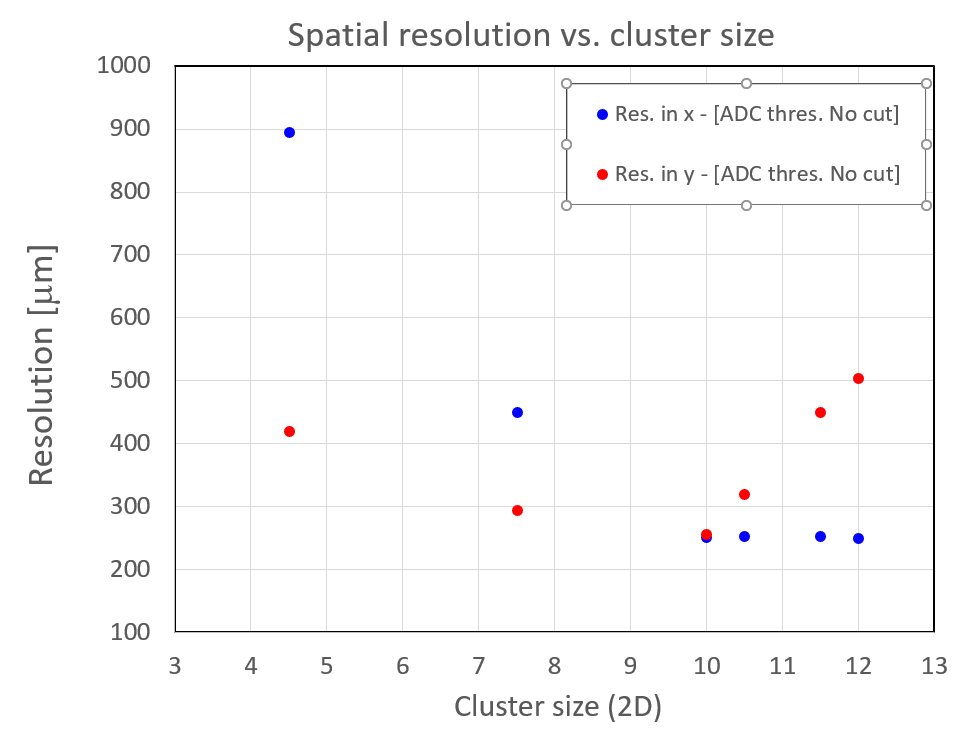 Spatial resolution vs. cluster size
1000
900
800
700
600
500
400
300
200
100
Resolution [μm]
Res. in x - [ADC thres. No cut]
Res. in y - [ADC thres. No cut]
3 4 5 6 7 8 9 10 11 12 13
Cluster size (2D)